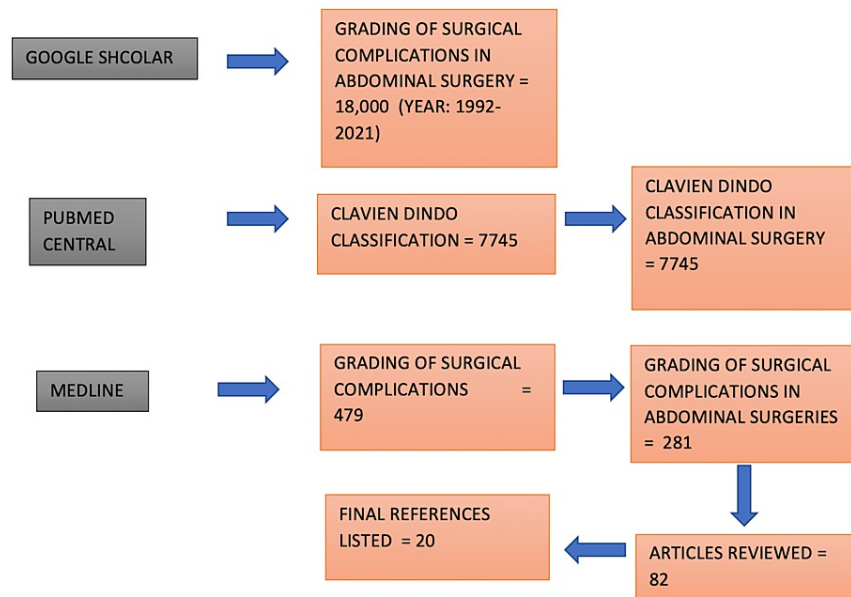 GOOGLE SHCOLAR
GRADING OF SURGICAL
COMPLICATIONS IN
ABDOMINAL SURGERY =
18,000 (YEAR: 1992-
2021)
PUBMED
CENTRAL
CLAVIEN DINDO
CLASSIFICATION = 7745
CLAVIEN DINDO
CLASSIFICATION IN
ABDOMINAL SURGERY
= 7745
MEDLINE
GRADING OF SURGICAL
COMPLICATIONS =
479
GRADING OF SURGICAL
COMPLICATIONS IN
ABDOMINAL SURGERIES
= 281
FINAL REFERENCES
LISTED = 20
ARTICLES REVIEWED =
82